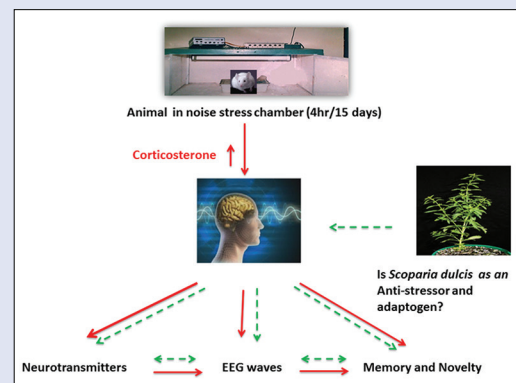 Animal in noise stress chamber (4hr/15 days)
Corticosterone
Is Scoparia dulcis as an
Anti-stressor and
adaptogen?
Neurotransmitters
EEG waves
Memory and Novelty